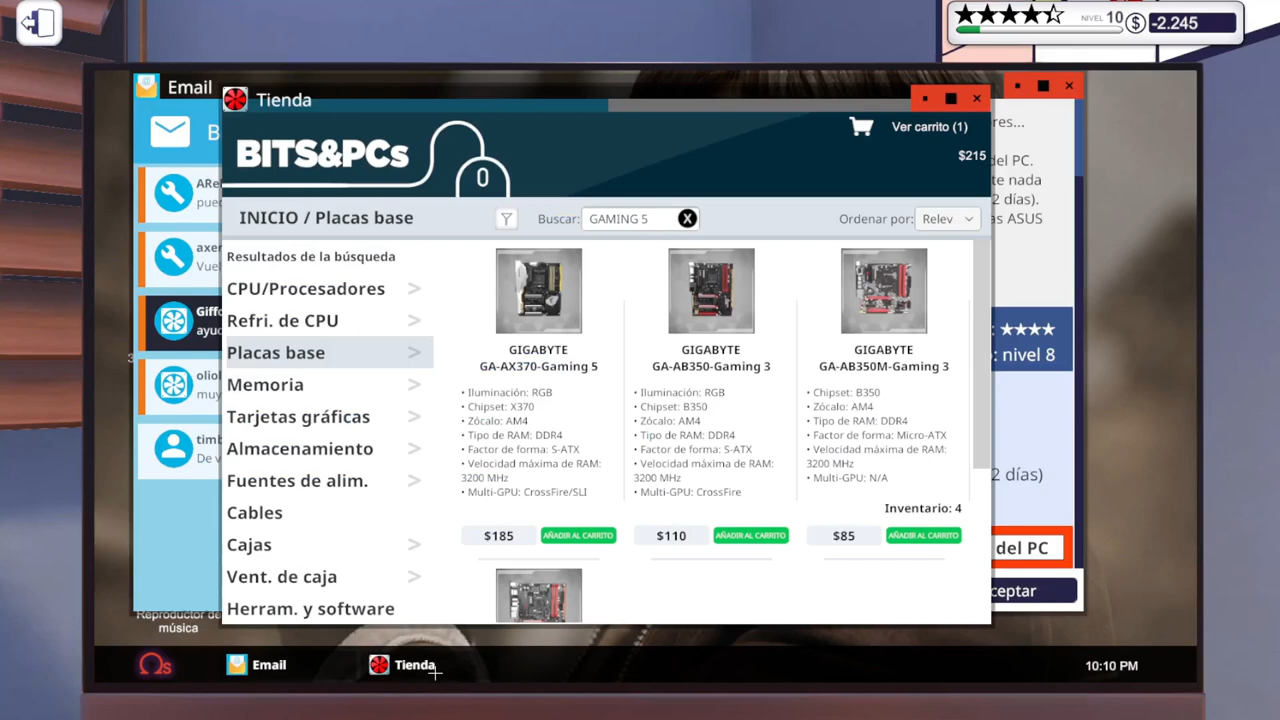 NIVEL 10 $ -2.245
Email
Tienda
B
BITS&PCs
Ver carrito (1)
$215
INICIO / Placas base
Buscar: GAMING 5 X
Ordenar por: Relev
Resultados de la búsqueda
CPU/Procesadores >
Refri. de CPU >
Placas base >
Memoria >
Tarjetas gráficas >
Almacenamiento >
Fuentes de alim. >
Cables
Cajas >
Vent. de caja >
Herram. y software
GIGABYTE
GA-AX370-Gaming 5
• Iluminación: RGB
• Chipset: X370
• Zócalo: AM4
• Tipo de RAM: DDR4
• Factor de forma: S-ATX
• Velocidad máxima de RAM:
3200 MHz
• Multi-GPU: CrossFire/SLI
$185 AÑADIR AL CARRITO
GIGABYTE
GA-AB350-Gaming 3
• Iluminación: RGB
• Chipset: B350
• Zócalo: AM4
• Tipo de RAM: DDR4
• Factor de forma: S-ATX
• Velocidad máxima de RAM:
3200 MHz
• Multi-GPU: CrossFire
$110 AÑADIR AL CARRITO
GIGABYTE
GA-AB350M-Gaming 3
• Chipset: B350
• Zócalo: AM4
• Tipo de RAM: DDR4
• Factor de forma: Micro-ATX
• Velocidad máxima de RAM:
3200 MHz
• Multi-GPU: N/A
Inventario: 4
$85 AÑADIR AL CARRITO
ARe
pue
axer
Vue
Giffo
ayuc
oliol
muy
timb
De v
res...
del PC.
te nada
2 días).
as ASUS
: ★★★★
o: nivel 8
2 días)
del PC
ceptar
Reproductor de
música
Email
Tienda
10:10 PM